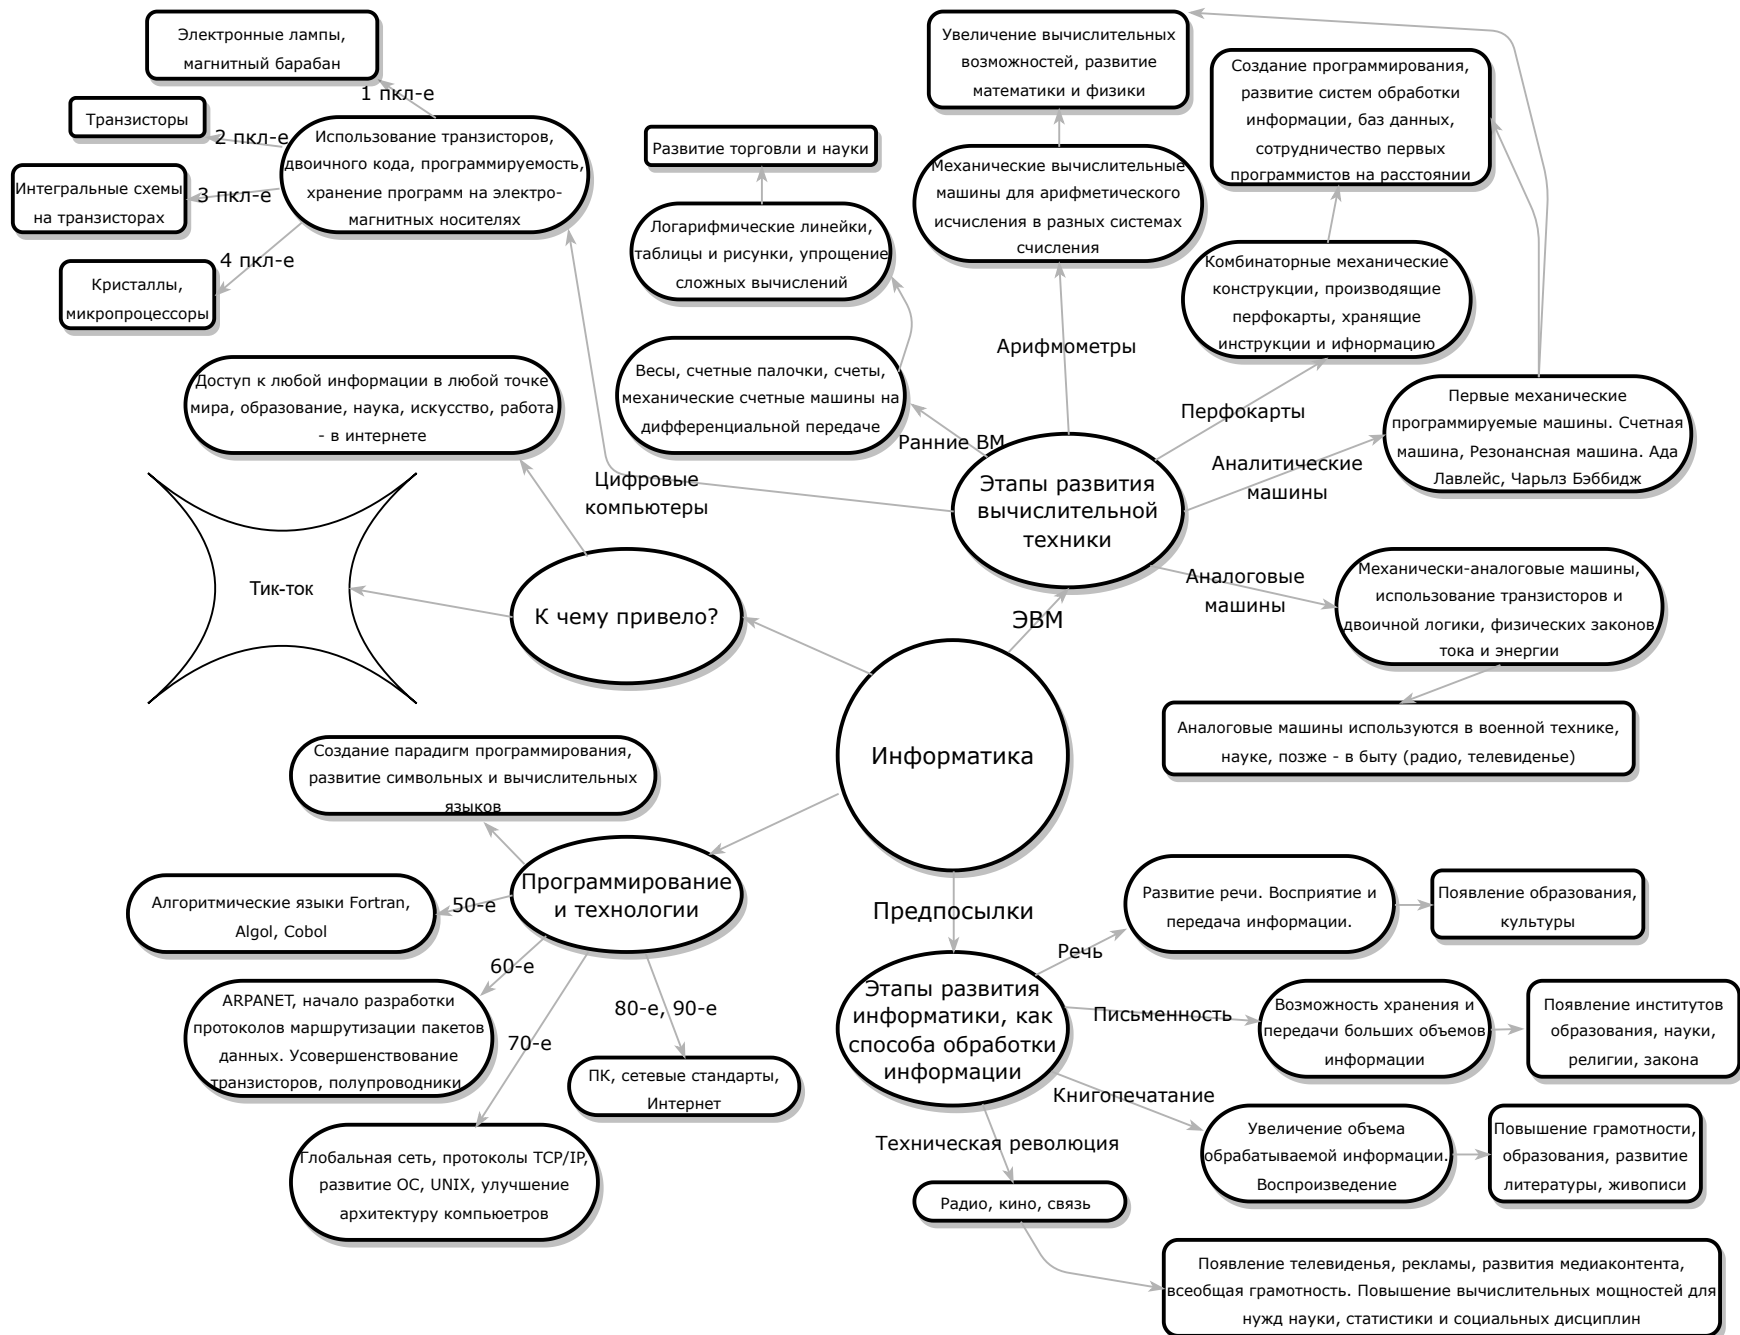 Электронные лампы,
магнитный барабан
1 пкл-е
Транзисторы
2 пкл-е
Интегральные схемы
на транзисторах
3 пкл-е
Кристаллы,
микропроцессоры
4 пкл-е
Использование транзисторов,
двоичного кода, программируемость,
хранение программ на электро-
магнитных носителях
Развитие торговли и науки
Логарифмические линейки,
таблицы и рисунки, упрощение
сложных вычислений
Весы, счетные палочки, счеты,
механические счетные машины на
дифференциальной передаче
Увеличение вычислительных
возможностей, развитие
математики и физики
Механические вычислительные
машины для арифметического
исчисления в разных системах
счисления
Создание программирования,
развитие систем обработки
информации, баз данных,
сотрудничество первых
программистов на расстоянии
Комбинаторные механические
конструкции, производящие
перфокарты, хранящие
инструкции и ифнормацию
Первые механические
программируемые машины. Счетная
машина, Резонансная машина. Ада
Лавлейс, Чарьлз Бэббидж
Арифмометры
Перфокарты
Ранние ВМ
Аналитические
машины
Цифровые
компьютеры
Этапы развития
вычислительной
техники
Аналоговые
машины
Механически-аналоговые машины,
использование транзисторов и
двоичной логики, физических законов
тока и энергии
Аналоговые машины используются в военной технике,
науке, позже - в быту (радио, телевиденье)
ЭВМ
Доступ к любой информации в любой точке
мира, образование, наука, искусство, работа
- в интернете
Тик-ток
К чему привело?
Информатика
Создание парадигм программирования,
развитие символьных и вычислительных
языков
Программирование
и технологии
Алгоритмические языки Fortran,
Algol, Cobol
50-е
60-е
ARPANET, начало разработки
протоколов маршрутизации пакетов
данных. Усовершенствование
транзисторов, полупроводники
70-е
Глобальная сеть, протоколы TCP/IP,
развитие ОС, UNIX, улучшение
архитектуру компьюетров
80-е, 90-е
ПК, сетевые стандарты,
Интернет
Предпосылки
Этапы развития
информатики, как
способа обработки
информации
Речь
Развитие речи. Восприятие и
передача информации.
Появление образования,
культуры
Письменность
Возможность хранения и
передачи больших объемов
информации
Появление институтов
образования, науки,
религии, закона
Книгопечатание
Увеличение объема
обрабатываемой информации.
Воспроизведение
Повышение грамотности,
образования, развитие
литературы, живописи
Техническая революция
Радио, кино, связь
Появление телевиденья, рекламы, развития медиаконтента,
всеобщая грамотность. Повышение вычислительных мощностей для
нужд науки, статистики и социальных дисциплин